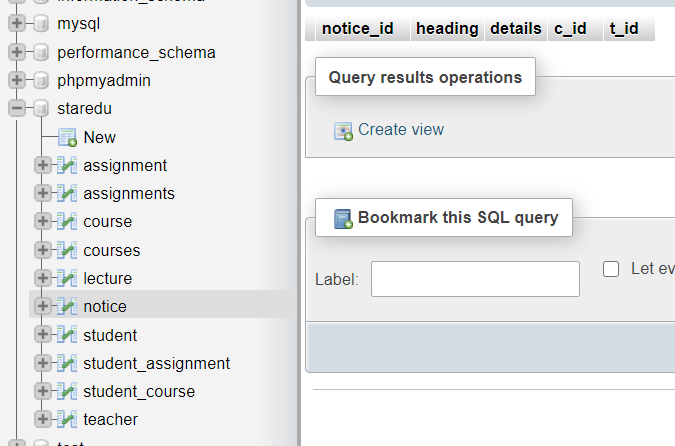 information_schema
mysql
performance_schema
phpmyadmin
staredu
New
assignment
assignments
course
courses
lecture
notice
student
student_assignment
student_course
teacher
notice_id heading details c_id t_id
Query results operations
Create view
Bookmark this SQL query
Label:
Let ev